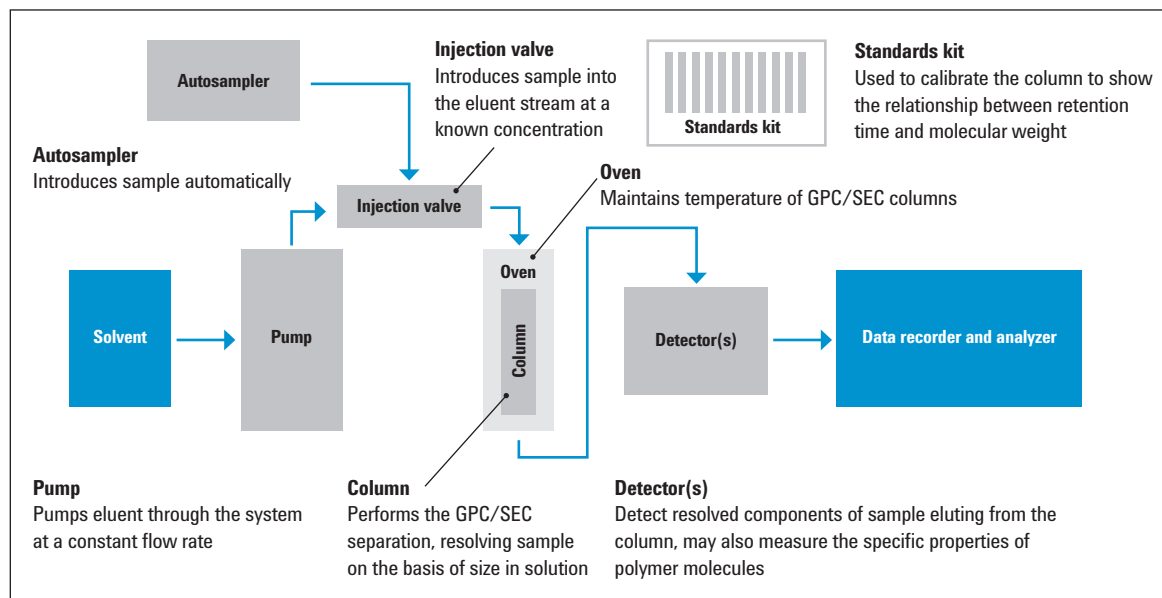 Autosampler
Injection valve
Introduces sample into
the eluent stream at a
known concentration
Standards kit
Standards kit
Used to calibrate the column to show
the relationship between retention
time and molecular weight
Autosampler
Introduces sample automatically
Injection valve
Oven
Maintains temperature of GPC/SEC columns
Solvent
Pump
Oven
Column
Detector(s)
Data recorder and analyzer
Pump
Pumps eluent through the system
at a constant flow rate
Column
Performs the GPC/SEC
separation, resolving sample
on the basis of size in solution
Detector(s)
Detect resolved components of sample eluting from the
column, may also measure the specific properties of
polymer molecules